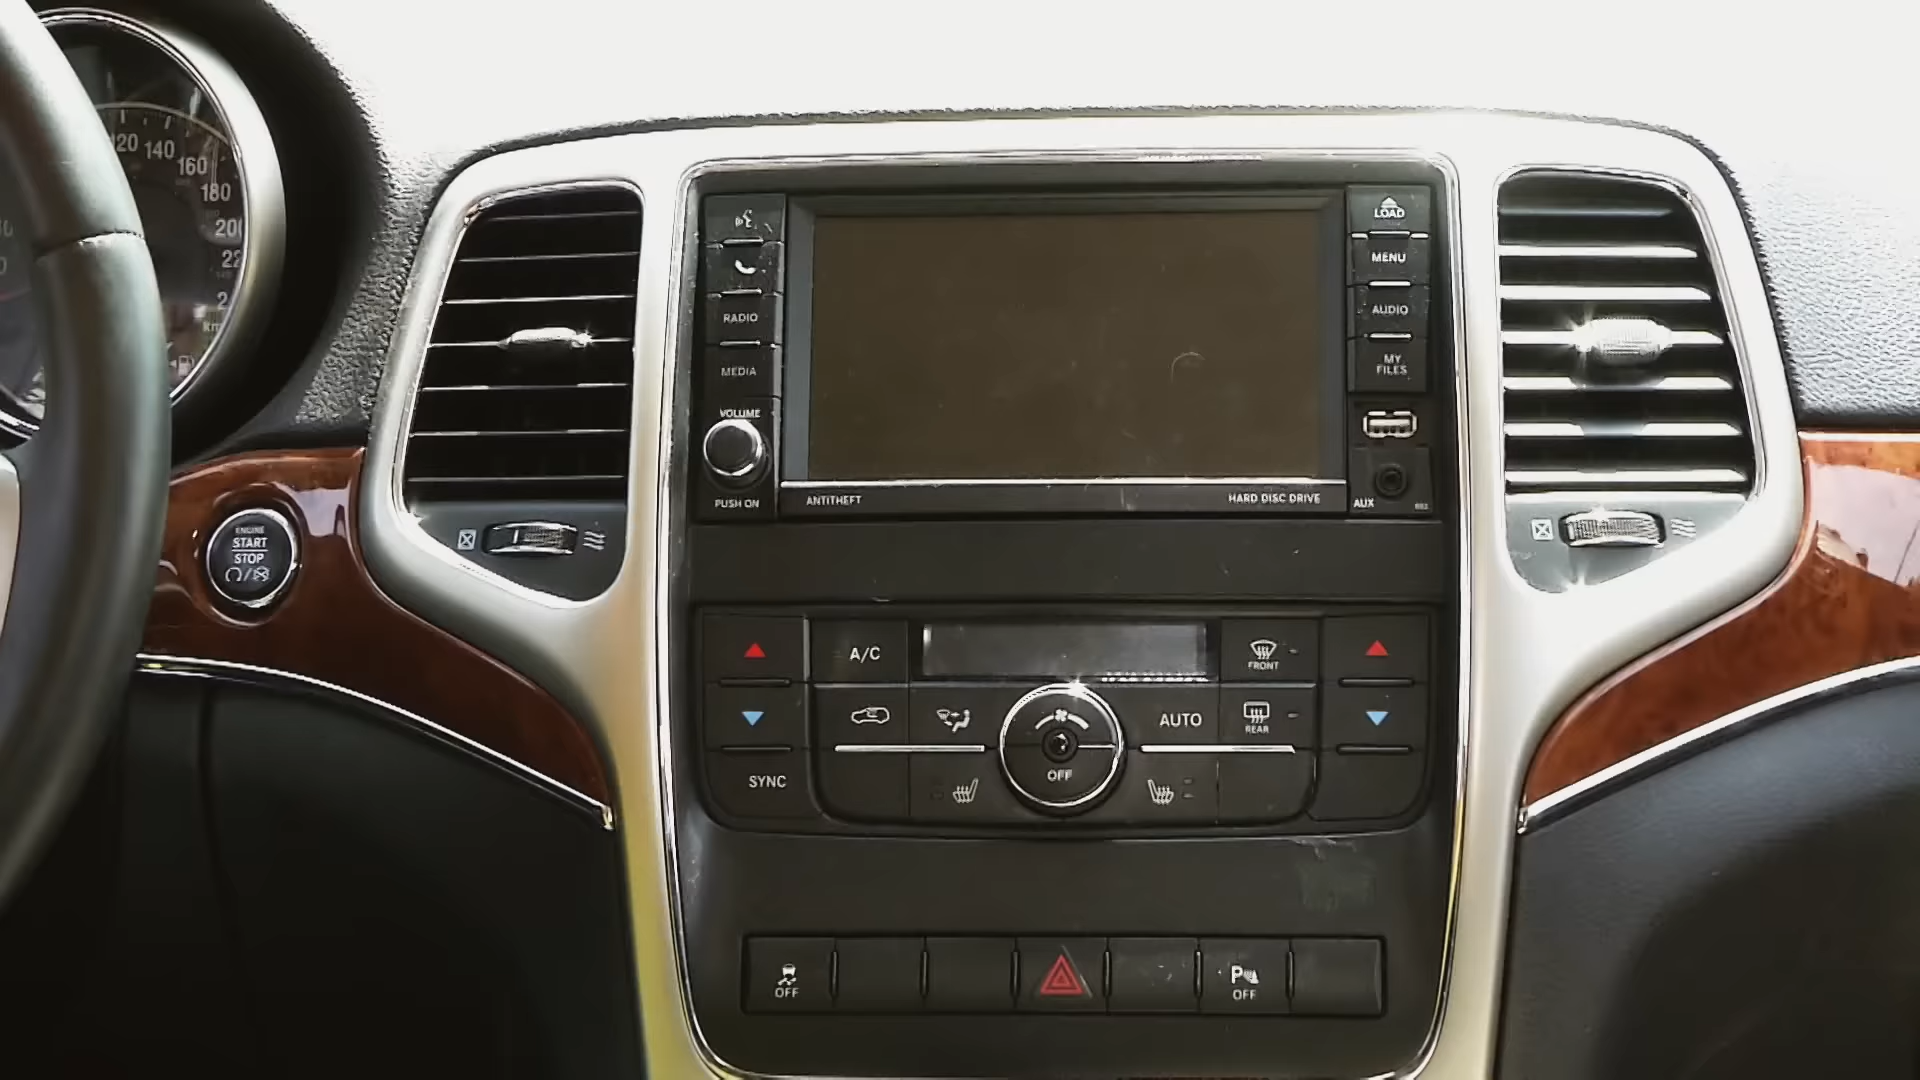 120
140
160
180
200
ENGINE
START
STOP
RADIO
MEDIA
VOLUME
PUSH ON
ANTITHEFT
HARD DISC DRIVE
LOAD
MENU
AUDIO
MY
FILES
AUX
A/C
FRONT
AUTO
REAR
SYNC
OFF
OFF
P
OFF